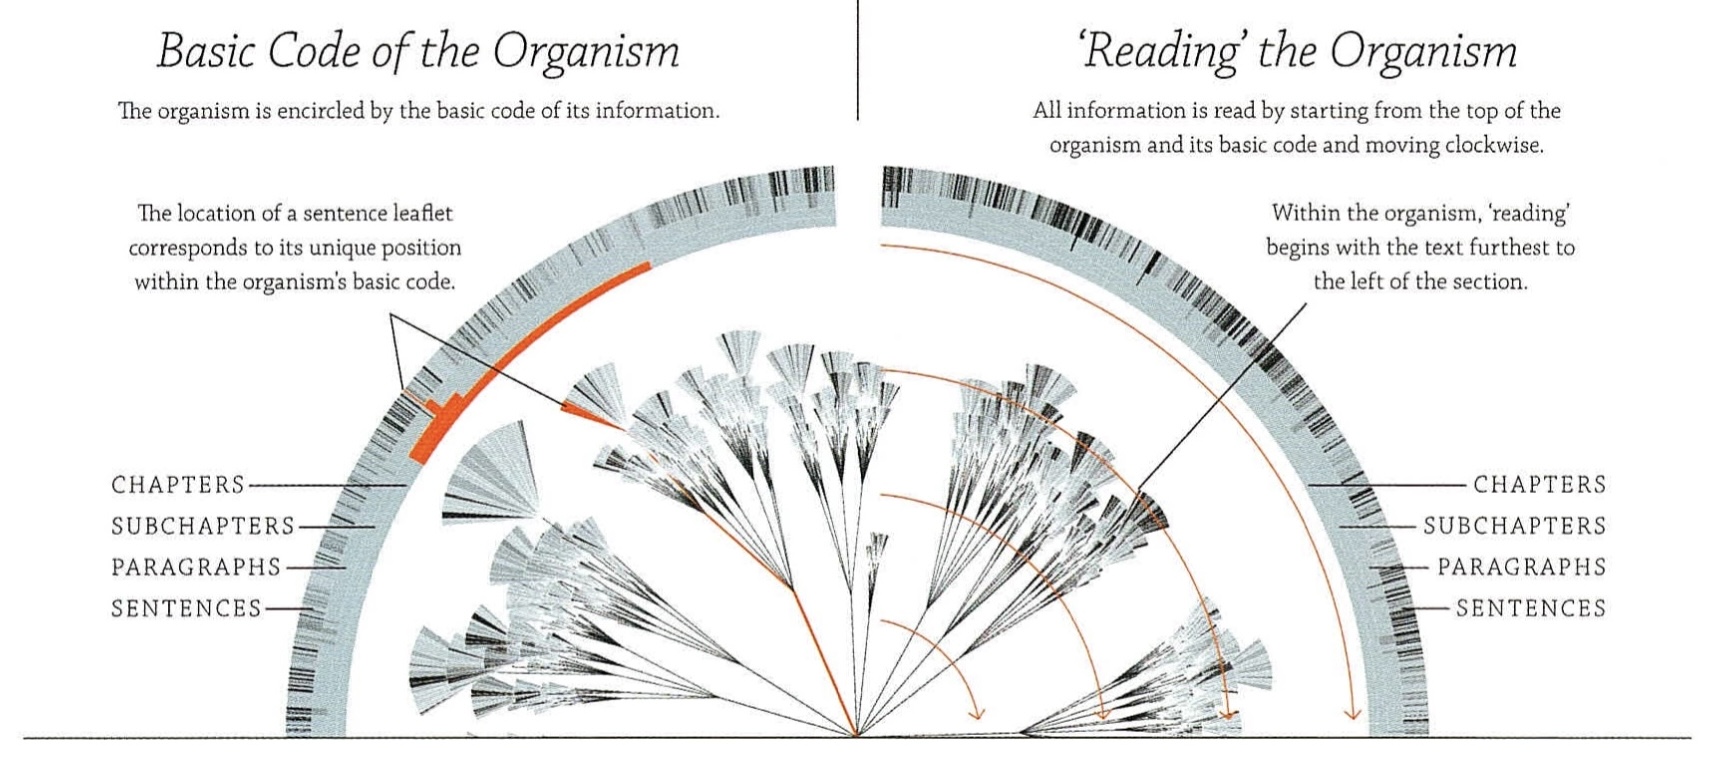 Basic Code of the Organism
The organism is encircled by the basic code of its information.
The location of a sentence leaflet
corresponds to its unique position
within the organism's basic code.
CHAPTERS
SUBCHAPTERS
PARAGRAPHS
SENTENCES
‘Reading’ the Organism
All information is read by starting from the top of the
organism and its basic code and moving clockwise.
Within the organism, ‘reading’
begins with the text furthest to
the left of the section.
CHAPTERS
SUBCHAPTERS
PARAGRAPHS
SENTENCES